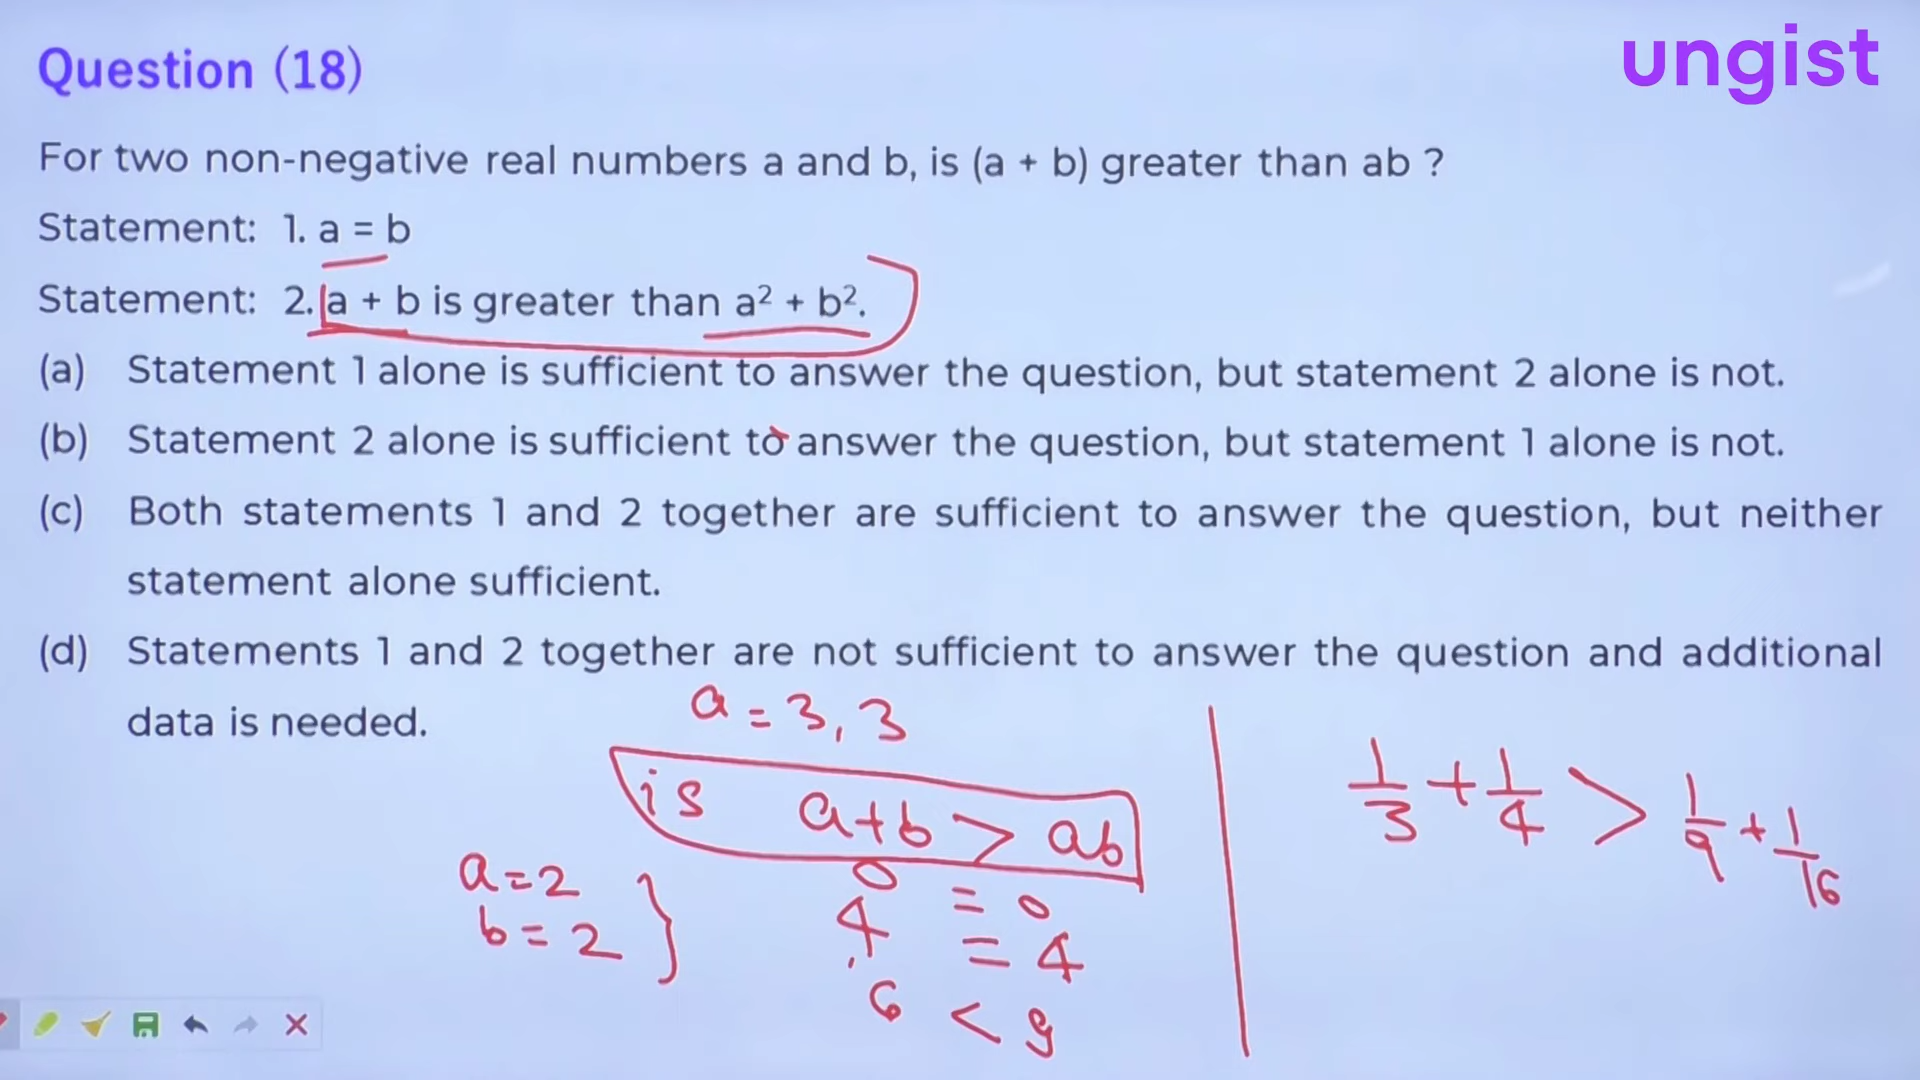 Question (18)
ungist
For two non-negative real numbers a and b, is (a + b) greater than ab ?
Statement: 1. a = b
Statement: 2. a + b is greater than a² + b².
(a) Statement 1 alone is sufficient to answer the question, but statement 2 alone is not.
(b) Statement 2 alone is sufficient to answer the question, but statement 1 alone is not.
(c) Both statements 1 and 2 together are sufficient to answer the question, but neither
statement alone sufficient.
(d) Statements 1 and 2 together are not sufficient to answer the question and additional
data is needed.
a = 3, 3
is a+b > ab
a=2
b=2 }
0 = 0
4 = 4
6 < 9
1/3 + 1/4 > 1/9 + 1/16